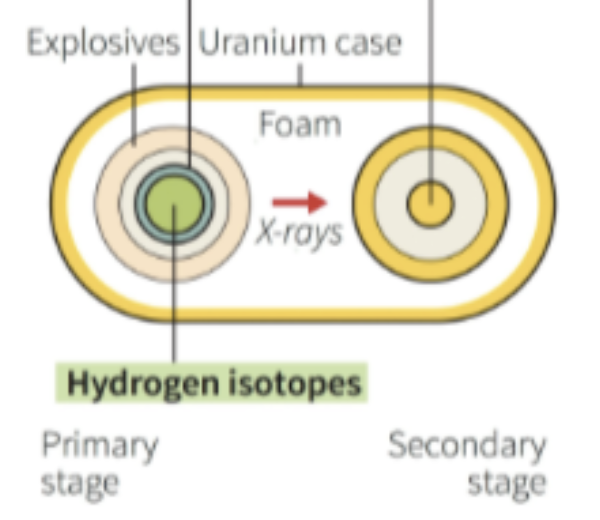 Explosives
Uranium case
Foam
X-rays
Hydrogen isotopes
Primary
stage
Secondary
stage